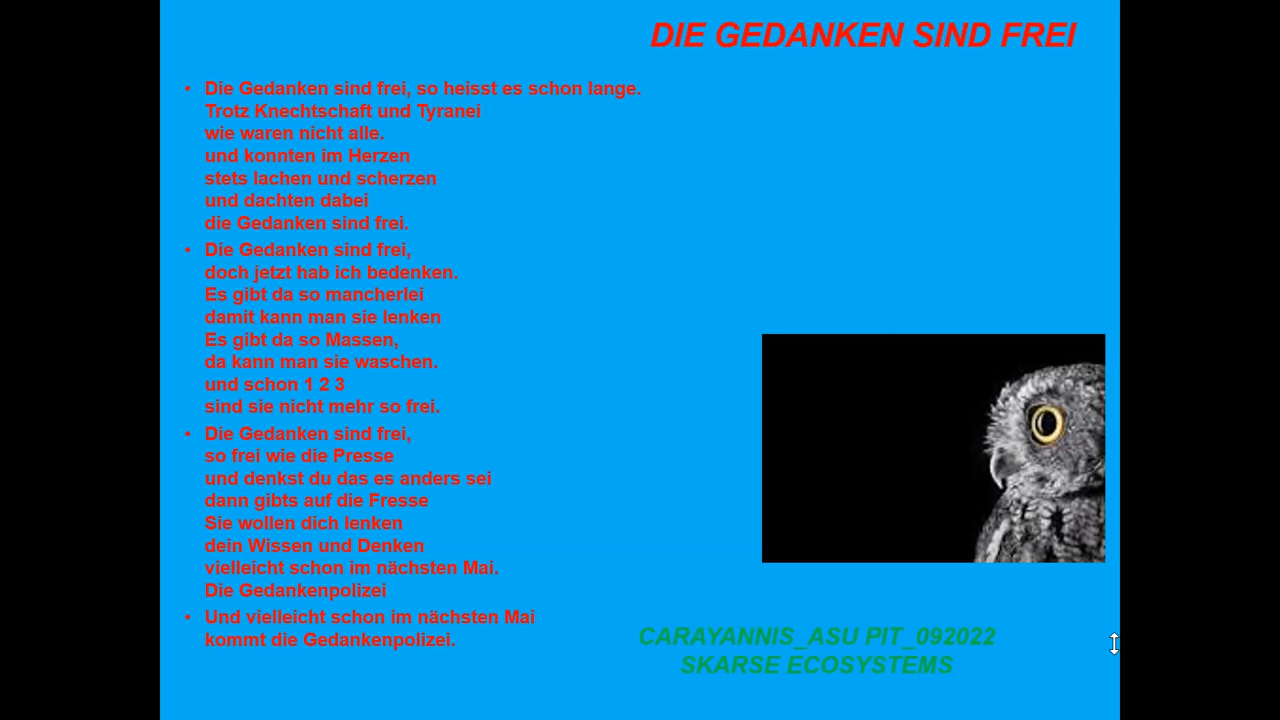 DIE GEDANKEN SIND FREI
• Die Gedanken sind frei, so heisst es schon lange.
Trotz Knechtschaft und Tyranei
wie waren nicht alle.
und konnten im Herzen
stets lachen und scherzen
und dachten dabei
die Gedanken sind frei.
• Die Gedanken sind frei,
doch jetzt hab ich bedenken.
Es gibt da so mancherlei
damit kann man sie lenken
Es gibt da so Massen,
da kann man sie waschen.
und schon 1 2 3
sind sie nicht mehr so frei.
• Die Gedanken sind frei,
so frei wie die Presse
und denkst du das es anders sei
dann gibts auf die Fresse
Sie wollen dich lenken
dein Wissen und Denken
vielleicht schon im nächsten Mai.
Die Gedankenpolizei
• Und vielleicht schon im nächsten Mai
kommt die Gedankenpolizei.
CARAYANNIS_ASU PIT_092022
SKARSE ECOSYSTEMS